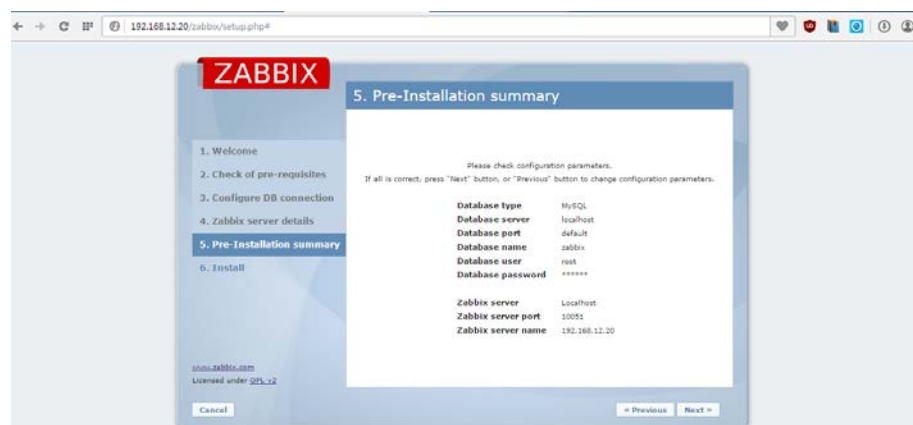 192.168.12.20/zabbix/setup.php#
ZABBIX
5. Pre-Installation summary
1. Welcome
2. Check of pre-requisites
3. Configure DB connection
4. Zabbix server details
5. Pre-Installation summary
6. Install
Please check configuration parameters.
If all is correct, press "Next" button, or "Previous" button to change configuration parameters.
Database type MySQL
Database server localhost
Database port default
Database name zabbix
Database user root
Database password ******
Zabbix server Localhost
Zabbix server port 10051
Zabbix server name 192.168.12.20
www.zabbix.com
Licensed under GPL v2
Cancel
« Previous Next »